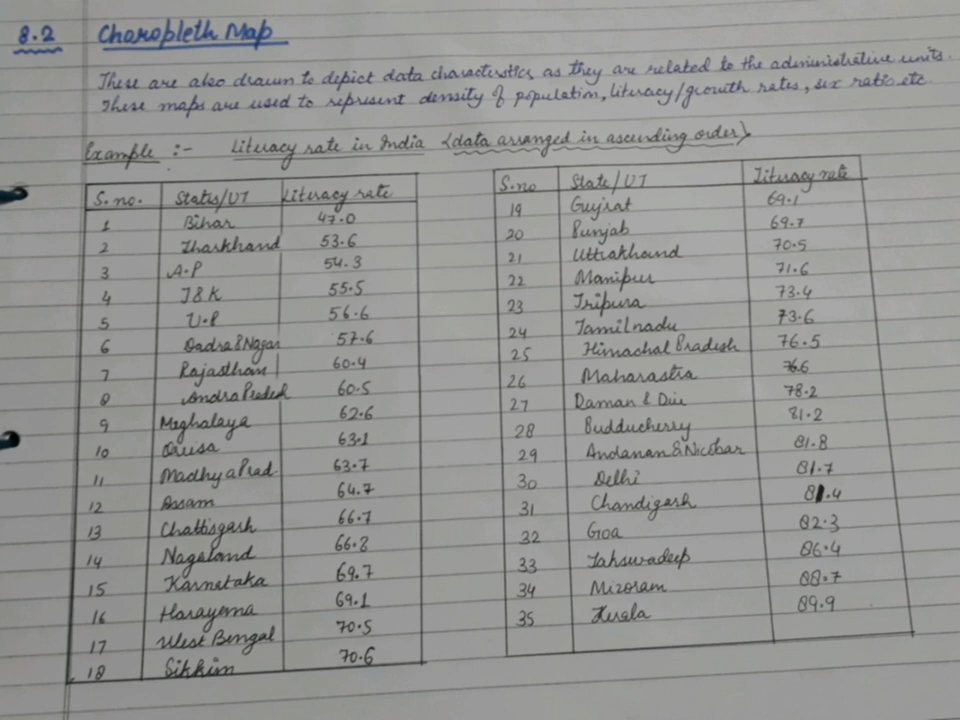 8.2 Choropleth Map
These are also drawn to depict data characterstics as they are related to the administrative units.
These maps are used to represent density of population, literacy/growth rates, sex ratio etc.
Example :- Literacy rate in India (data arranged in ascending order)
S.no. States/UT Literacy rate
1 Bihar 47.0
2 Jharkhand 53.6
3 A.P 54.3
4 J&K 55.5
5 U.P 56.6
6 Dadra & Nagar 57.6
7 Rajasthan 60.4
8 Andra Pradesh 60.5
9 Meghalaya 62.6
10 Orissa 63.1
11 Madhya Prad. 63.7
12 Assam 64.7
13 Chattisgarh 66.7
14 Nagaland 66.8
15 Karnataka 69.7
16 Harayema 69.1
17 West Bengal 70.5
18 Sikkim 70.6
S.no State/UT Literacy rate
19 Gujrat 69.1
20 Punjab 69.7
21 Uttrakhand 70.5
22 Manipur 71.6
23 Tripura 73.4
24 Tamilnadu 73.6
25 Himachal Pradesh 76.5
26 Maharastra 76.6
27 Daman & Diu 78.2
28 Pudducherry 81.2
29 Andanan & Nicobar 81.8
30 Delhi 81.7
31 Chandigarh 81.4
32 Goa 82.3
33 Lahswadeep 86.4
34 Mizoram 88.7
35 Kerala 89.9